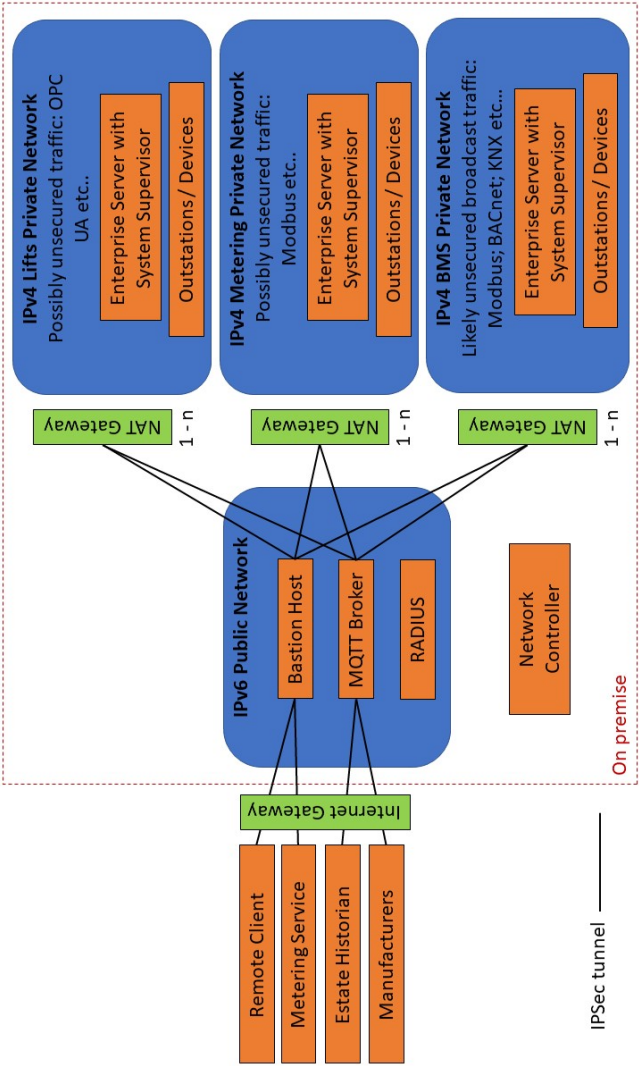 Remote Client
Metering Service
Estate Historian
Manufacturers
IPSec tunnel
Internet Gateway
IPv6 Public Network
Bastion Host
MQTT Broker
RADIUS
Network
Controller
On premise
NAT Gateway
1 - n
NAT Gateway
1 - n
NAT Gateway
1 - n
IPv4 Lifts Private Network
Possibly unsecured traffic: OPC
UA etc..
Enterprise Server with
System Supervisor
Outstations / Devices
IPv4 Metering Private Network
Possibly unsecured traffic:
Modbus etc..
Enterprise Server with
System Supervisor
Outstations / Devices
IPv4 BMS Private Network
Likely unsecured broadcast traffic:
Modbus; BACnet; KNX etc...
Enterprise Server with
System Supervisor
Outstations / Devices